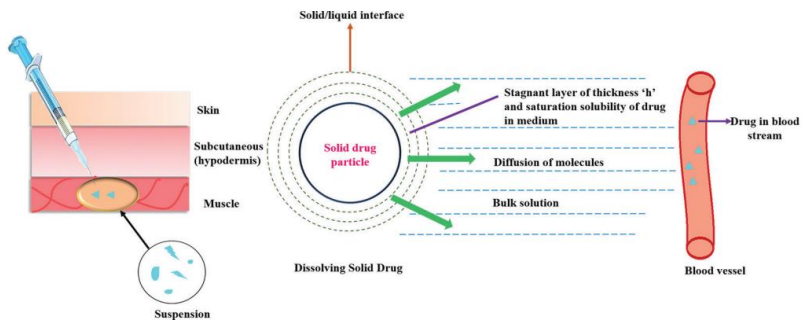 Solid/liquid interface
Skin
Subcutaneous
(hypodermis)
Muscle
Suspension
Solid drug
particle
Dissolving Solid Drug
Stagnant layer of thickness ‘h’
and saturation solubility of drug
in medium
Diffusion of molecules
Bulk solution
Drug in blood
stream
Blood vessel